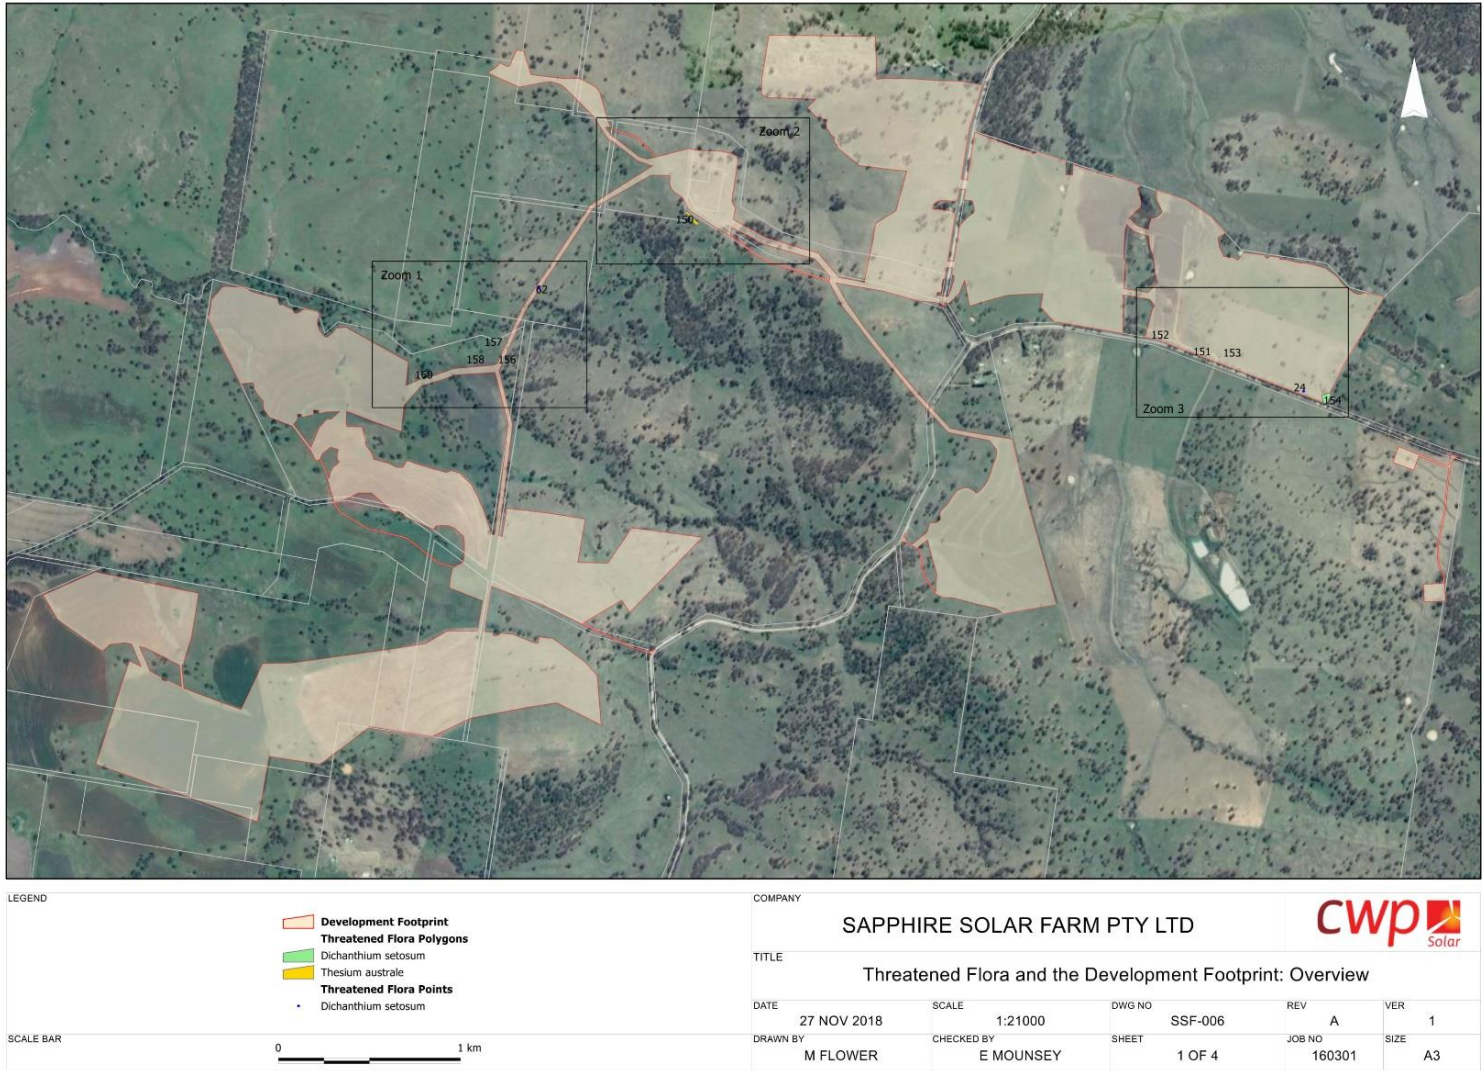 Zoom 2
150
Zoom 1
62
157
158
156
160
152
151
153
24
154
Zoom 3
LEGEND
Development Footprint
Threatened Flora Polygons
Dichanthium setosum
Thesium australe
Threatened Flora Points
Dichanthium setosum
SCALE BAR
0
1 km
COMPANY
SAPPHIRE SOLAR FARM PTY LTD
cwp
Solar
TITLE
Threatened Flora and the Development Footprint: Overview
DATE
27 NOV 2018
SCALE
1:21000
DWG NO
SSF-006
REV
A
VER
1
DRAWN BY
M FLOWER
CHECKED BY
E MOUNSEY
SHEET
1 OF 4
JOB NO
160301
SIZE
A3